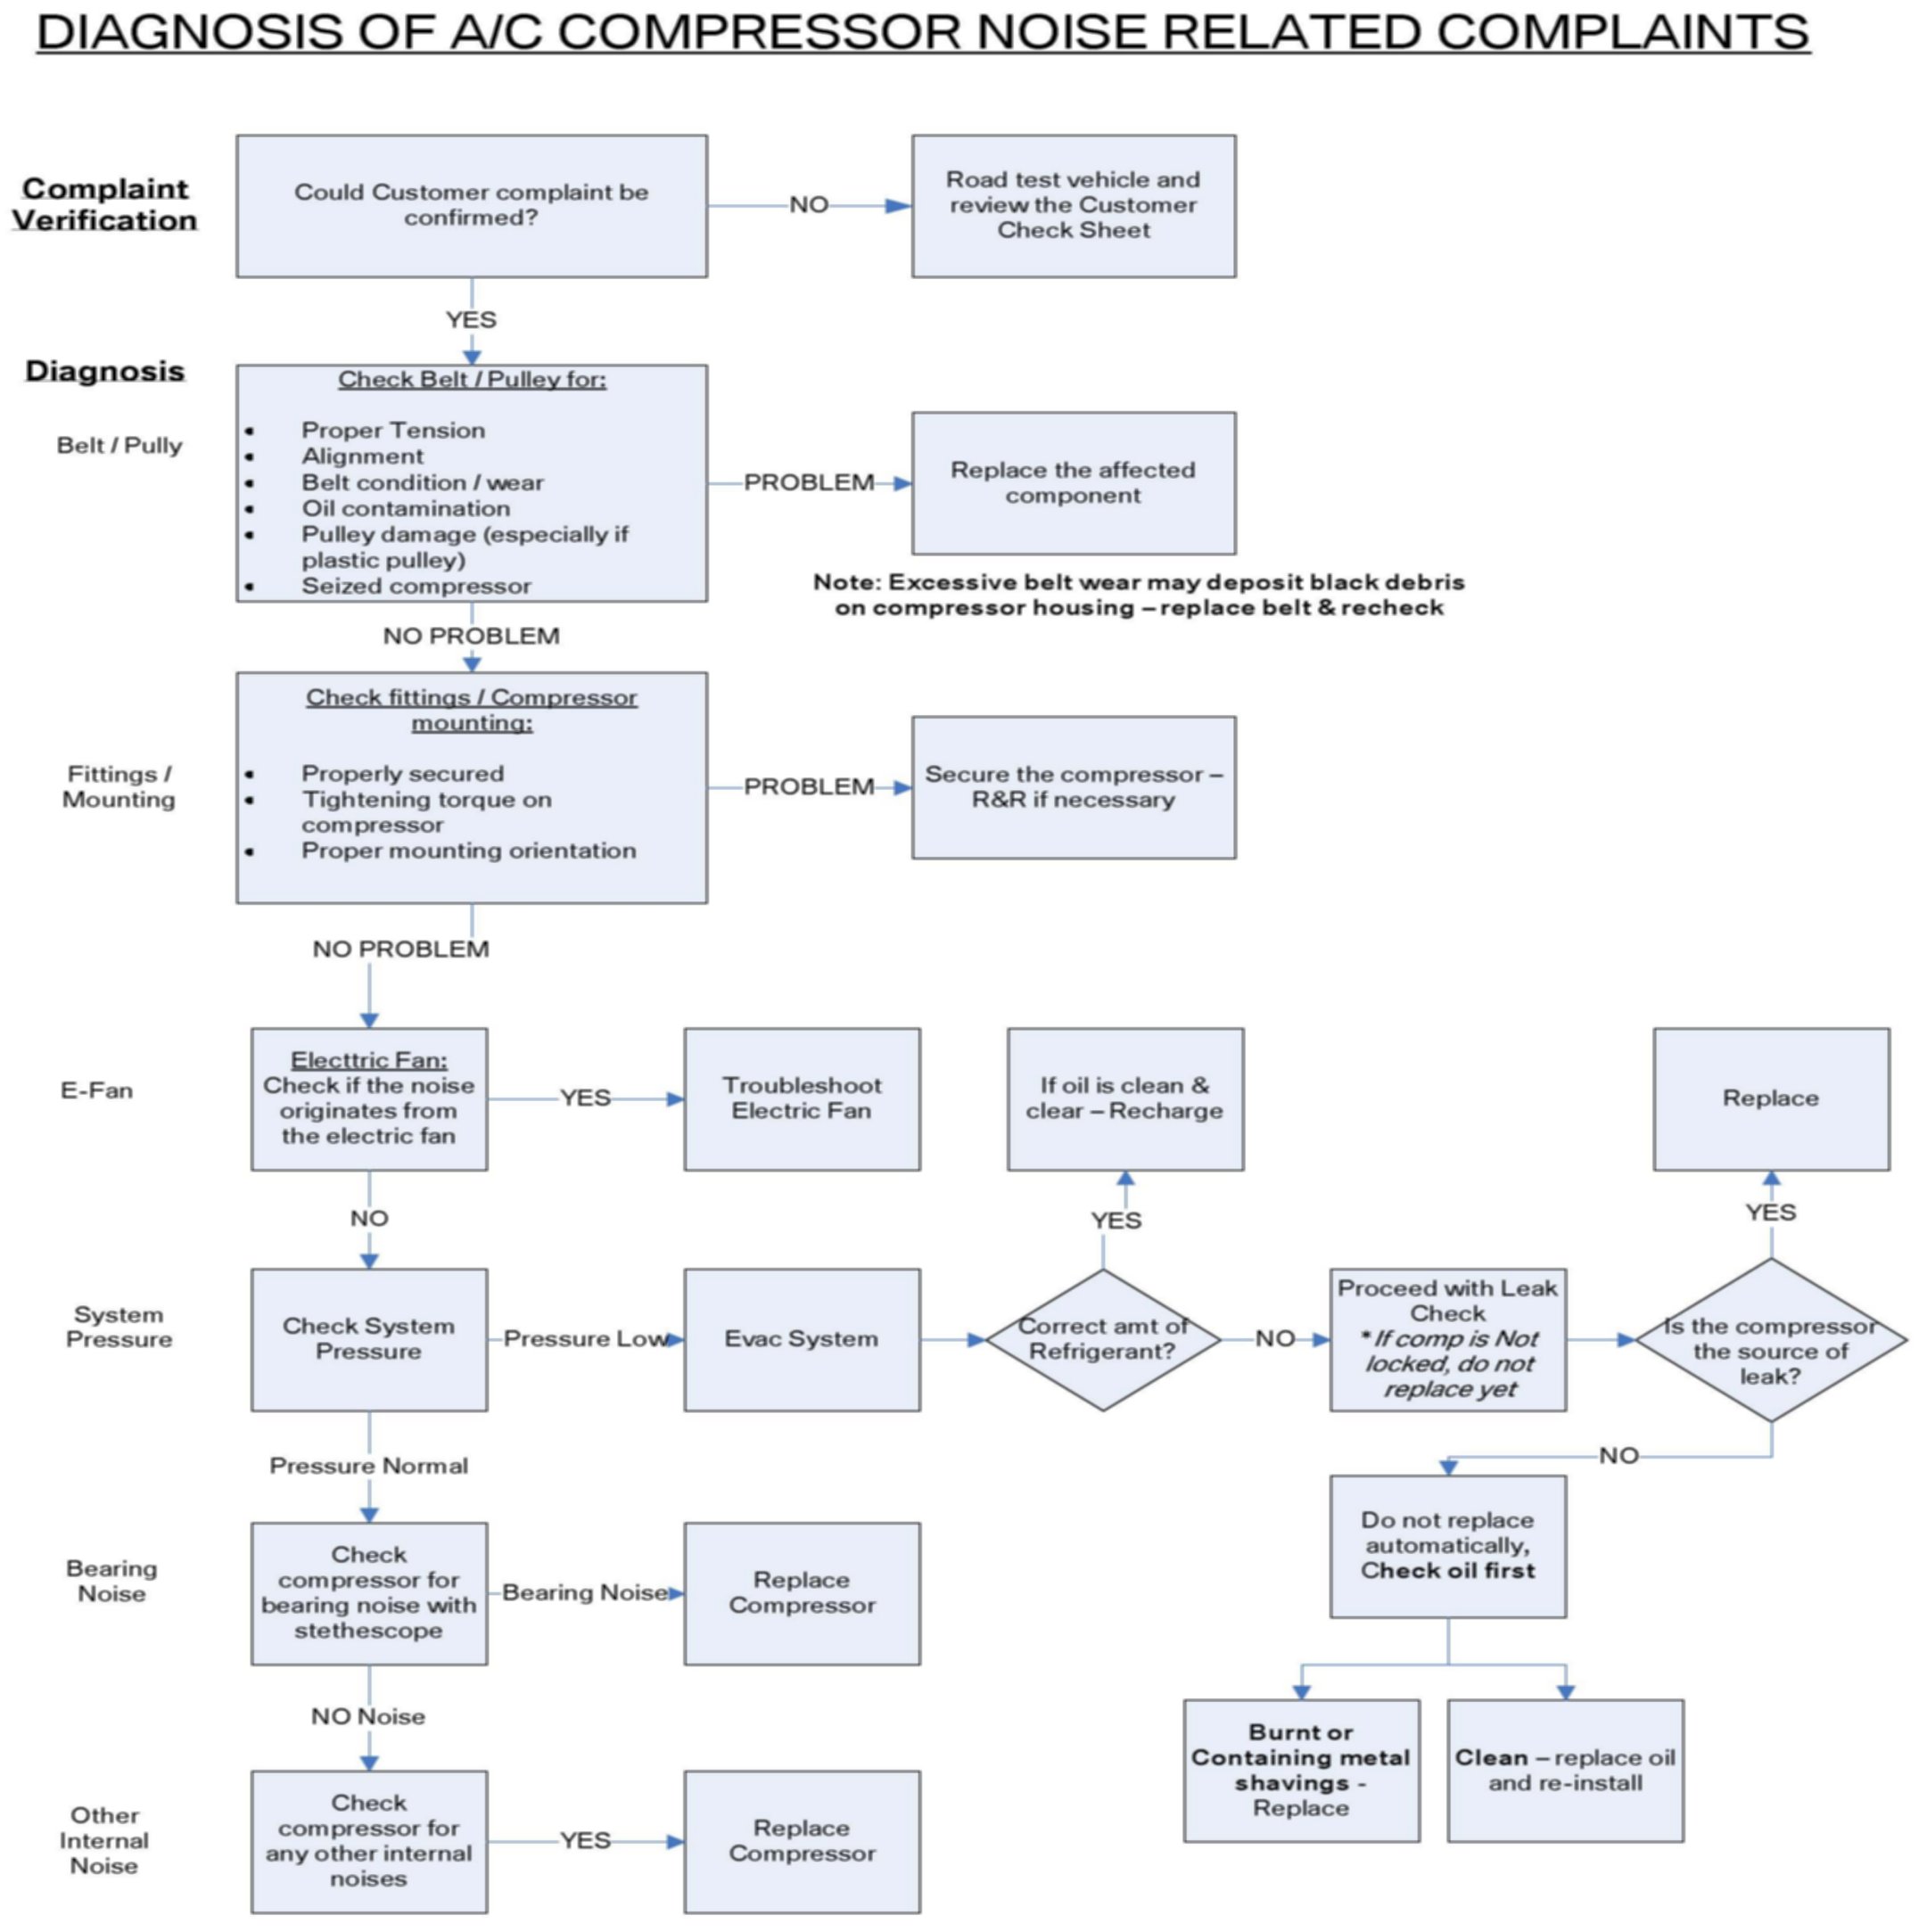 DIAGNOSIS OF A/C COMPRESSOR NOISE RELATED COMPLAINTS
Complaint
Verification
Could Customer complaint be
confirmed?
NO
Road test vehicle and
review the Customer
Check Sheet
YES
Diagnosis
Belt / Pully
Check Belt / Pulley for:
• Proper Tension
• Alignment
• Belt condition / wear
• Oil contamination
• Pulley damage (especially if
plastic pulley)
• Seized compressor
PROBLEM
Replace the affected
component
Note: Excessive belt wear may deposit black debris
on compressor housing – replace belt & recheck
NO PROBLEM
Fittings /
Mounting
Check fittings / Compressor
mounting:
• Properly secured
• Tightening torque on
compressor
• Proper mounting orientation
PROBLEM
Secure the compressor –
R&R if necessary
NO PROBLEM
E-Fan
Electtric Fan:
Check if the noise
originates from
the electric fan
YES
Troubleshoot
Electric Fan
If oil is clean &
clear – Recharge
Replace
NO
YES
YES
System
Pressure
Check System
Pressure
Pressure Low
Evac System
Correct amt of
Refrigerant?
NO
Proceed with Leak
Check
*If comp is Not
locked, do not
replace yet
Is the compressor
the source of
leak?
NO
Pressure Normal
Do not replace
automatically,
Check oil first
Bearing
Noise
Check
compressor for
bearing noise with
stethescope
Bearing Noise
Replace
Compressor
NO Noise
Burnt or
Containing metal
shavings -
Replace
Clean – replace oil
and re-install
Other
Internal
Noise
Check
compressor for
any other internal
noises
YES
Replace
Compressor